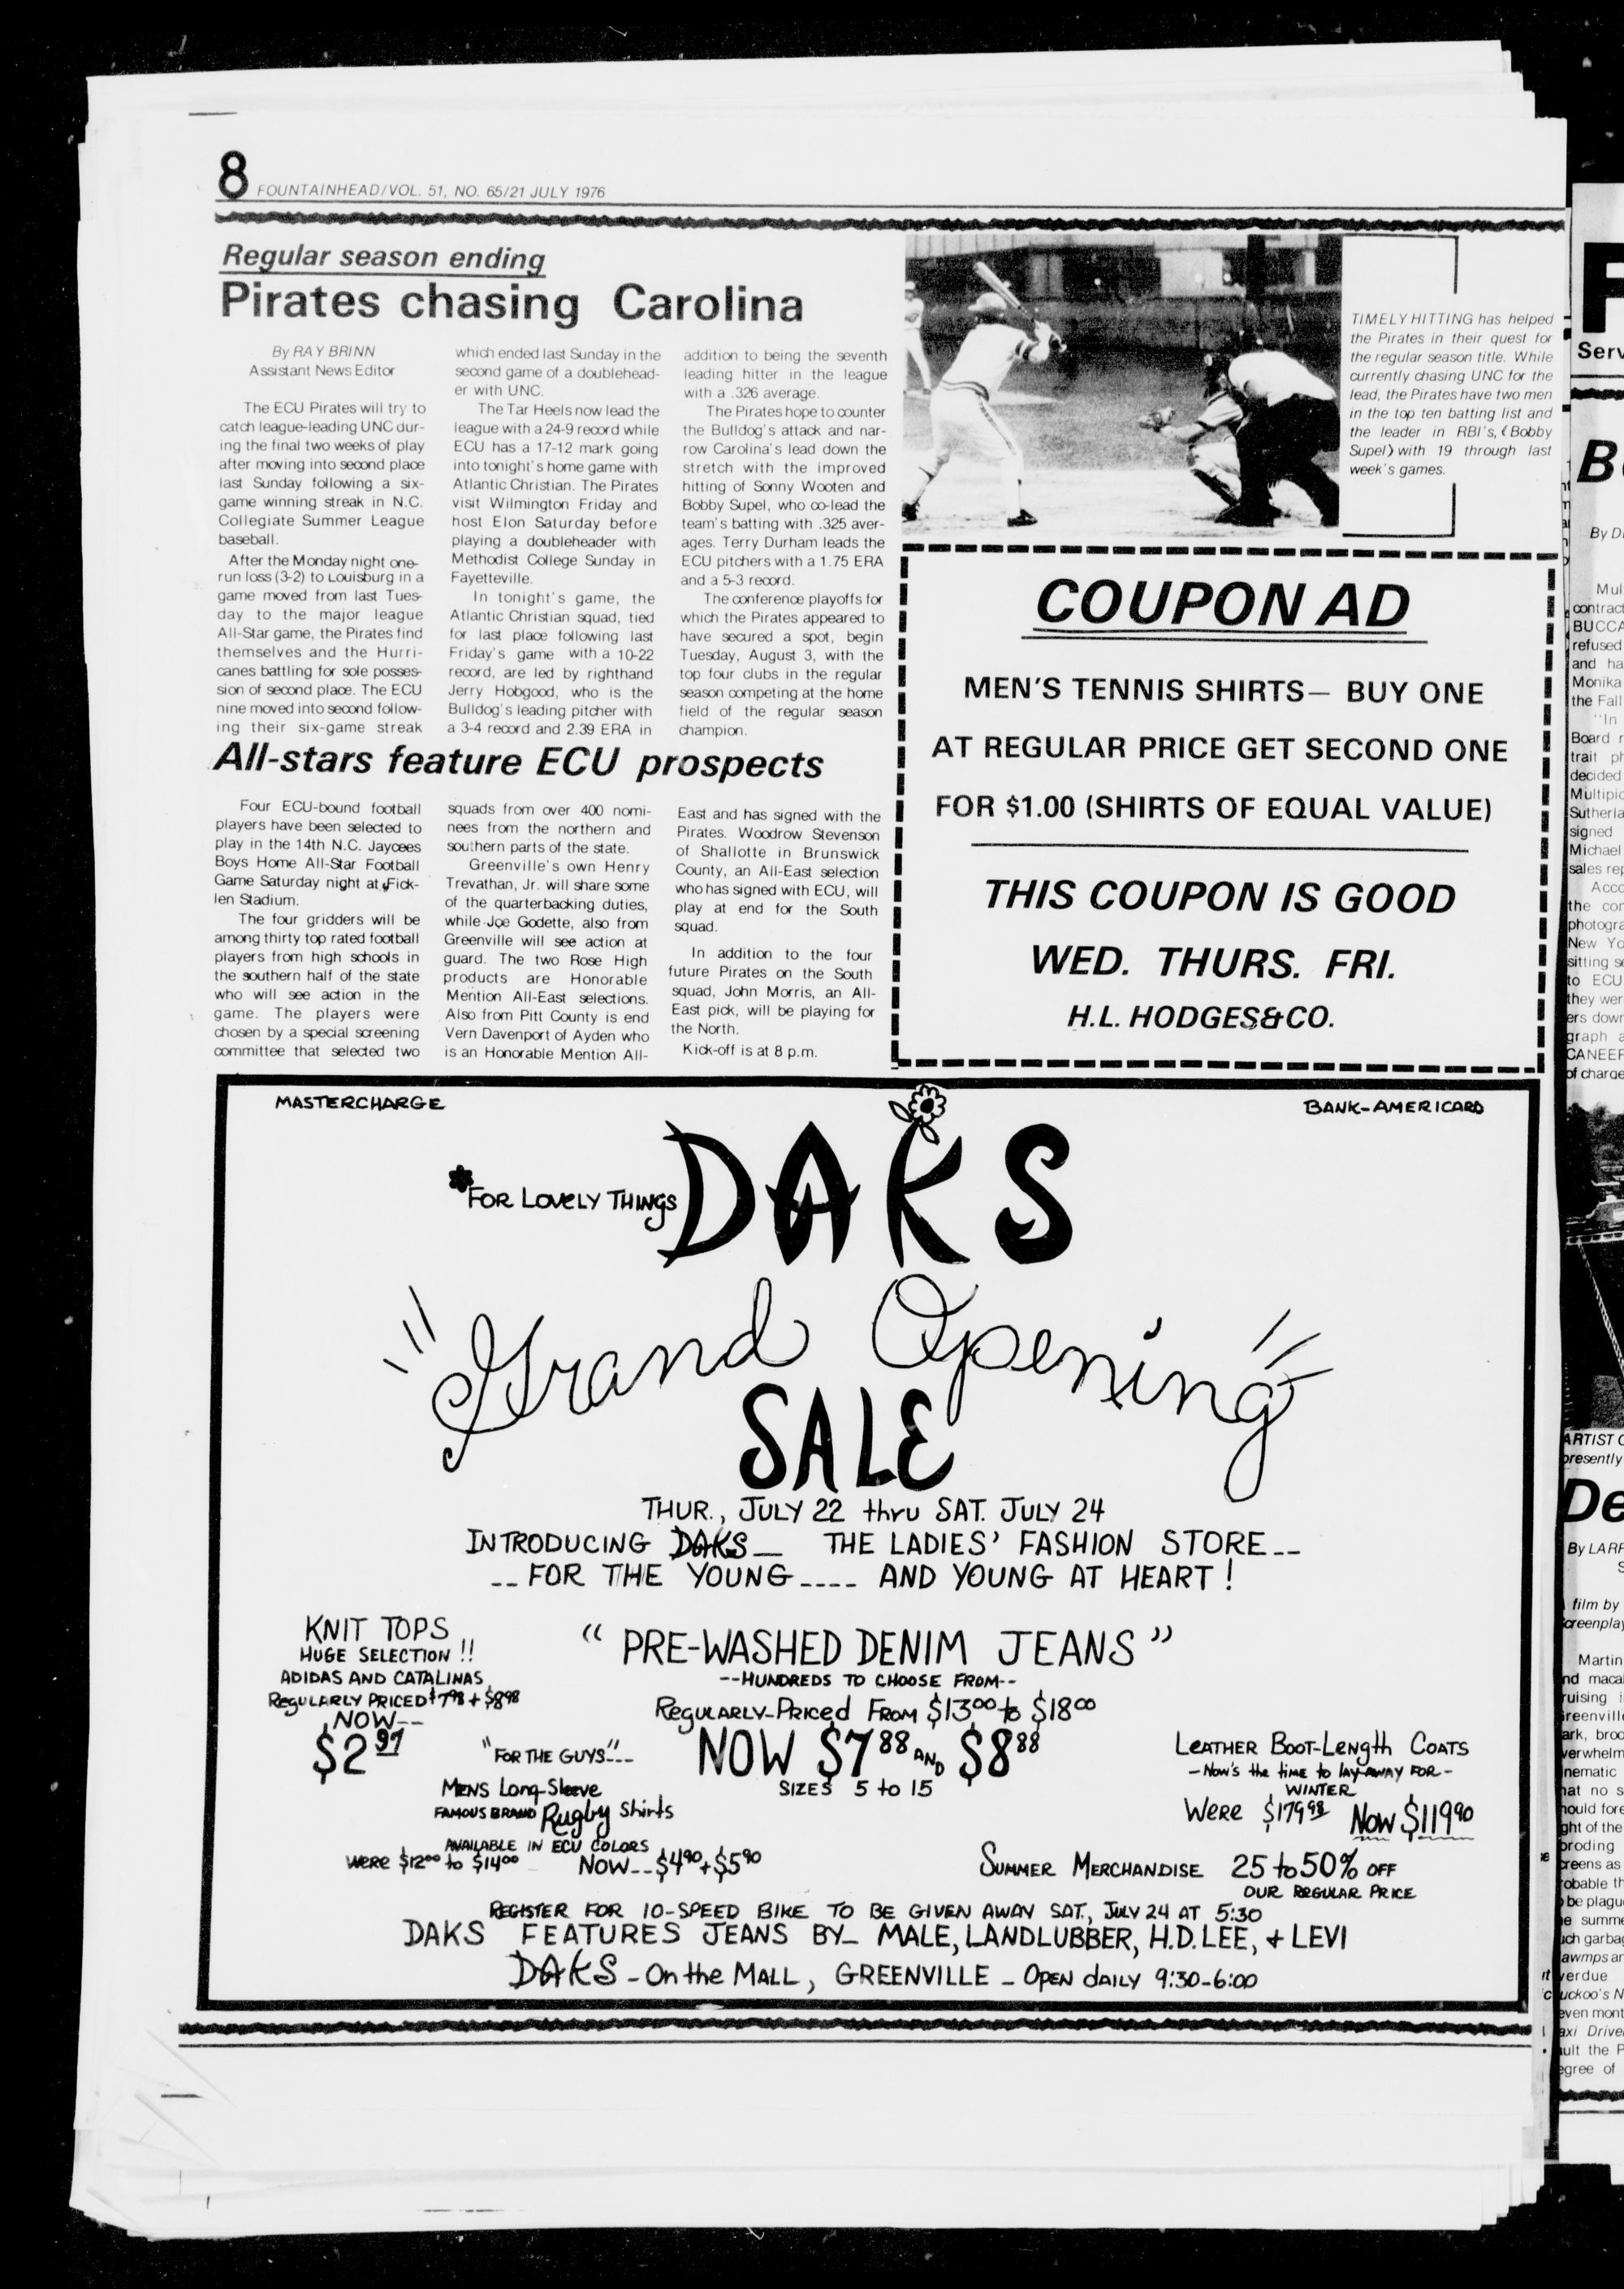 8 FOUNTAINHEAD/VOL. 51, NO. 65/21 JULY 1976
Regular season ending
Pirates chasing Carolina
By RAY BRINN
Assistant News Editor
The ECU Pirates will try to
catch league-leading UNC dur-
ing the final two weeks of play
after moving into second place
last Sunday following a six-
game winning streak in N.C.
Collegiate Summer League
baseball.
After the Monday night one-
run loss (3-2) to Louisburg in a
game moved from last Tues-
day to the major league
All-Star game, the Pirates find
themselves and the Hurri-
canes battling for sole posses-
sion of second place. The ECU
nine moved into second follow-
ing their six-game streak
which ended last Sunday in the
second game of a doublehead-
er with UNC.
The Tar Heels now lead the
league with a 24-9 record while
ECU has a 17-12 mark going
into tonight's home game with
Atlantic Christian. The Pirates
visit Wilmington Friday and
host Elon Saturday before
playing a doubleheader with
Methodist College Sunday in
Fayetteville.
In tonight's game, the
Atlantic Christian squad, tied
for last place following last
Friday's game with a 10-22
record, are led by righthand
Jerry Hobgood, who is the
Bulldog's leading pitcher with
a 3-4 record and 2.39 ERA in
addition to being the seventh
leading hitter in the league
with a .326 average.
The Pirates hope to counter
the Bulldog's attack and nar-
row Carolina's lead down the
stretch with the improved
hitting of Sonny Wooten and
Bobby Supel, who co-lead the
team's batting with .325 aver-
ages. Terry Durham leads the
ECU pitchers with a 1.75 ERA
and a 5-3 record.
The conference playoffs for
which the Pirates appeared to
have secured a spot, begin
Tuesday, August 3, with the
top four clubs in the regular
season competing at the home
field of the regular season
champion.
TIMELY HITTING has helped
the Pirates in their quest for
the regular season title. While
currently chasing UNC for the
lead, the Pirates have two men
in the top ten batting list and
the leader in RBI's, (Bobby
Supel) with 19 through last
week's games.
All-stars feature ECU prospects
Four ECU-bound football
players have been selected to
play in the 14th N.C. Jaycees
Boys Home All-Star Football
Game Saturday night at Fick-
len Stadium.
The four gridders will be
among thirty top rated football
players from high schools in
the southern half of the state
who will see action in the
game. The players were
chosen by a special screening
committee that selected two
squads from over 400 nomi-
nees from the northern and
southern parts of the state.
Greenville's own Henry
Trevathan, Jr. will share some
of the quarterbacking duties,
while Joe Godette, also from
Greenville will see action at
guard. The two Rose High
products are Honorable
Mention All-East selections.
Also from Pitt County is end
Vern Davenport of Ayden who
is an Honorable Mention All-
East and has signed with the
Pirates. Woodrow Stevenson
of Shallotte in Brunswick
County, an All-East selection
who has signed with ECU, will
play at end for the South
squad.
In addition to the four
future Pirates on the South
squad, John Morris, an All-
East pick, will be playing for
the North.
Kick-off is at 8 p.m.
COUPON AD
MEN'S TENNIS SHIRTS— BUY ONE
AT REGULAR PRICE GET SECOND ONE
FOR $1.00 (SHIRTS OF EQUAL VALUE)
THIS COUPON IS GOOD
WED. THURS. FRI.
H.L. HODGES&CO.
MASTERCHARGE
BANK-AMERICARD
*FOR LOVELY THINGS DAKS
Grand Opening
SALE
THUR., JULY 22 thru SAT. JULY 24
INTRODUCING DAKS__ THE LADIES' FASHION STORE--
--FOR THE YOUNG---- AND YOUNG AT HEART!
KNIT TOPS
HUGE SELECTION !!
ADIDAS AND CATALINAS
REGULARLY PRICED $7.98 + $8.98
NOW--
$2.97
"PRE-WASHED DENIM JEANS"
--HUNDREDS TO CHOOSE FROM--
REGULARLY-PRICED FROM $13.00 to $18.00
NOW $7.88 AND $8.88
SIZES 5 to 15
"FOR THE GUYS"---
MENS Long-Sleeve
FAMOUS BRAND Rugby Shirts
AVAILABLE IN ECU COLORS
WERE $12.00 to $14.00 NOW--$4.90+$5.90
LEATHER BOOT-LENGTH COATS
-NOW'S the TIME to LAY-AWAY FOR-
WINTER
WERE $179.98 NOW $119.90
SUMMER MERCHANDISE 25 to 50% OFF
OUR REGULAR PRICE
REGISTER FOR 10-SPEED BIKE TO BE GIVEN AWAY SAT., JULY 24 AT 5:30
DAKS FEATURES JEANS BY_ MALE, LANDLUBBER, H.D.LEE, + LEVI
DAKS - On the MALL, GREENVILLE - OPEN dAILY 9:30-6:00